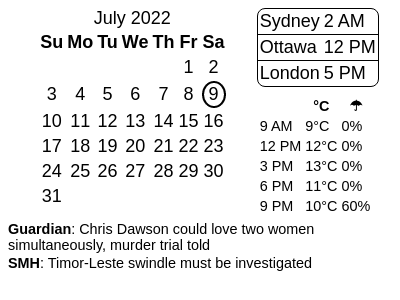 July 2022
Su Mo Tu We Th Fr Sa
1 2
3 4 5 6 7 8 9
10 11 12 13 14 15 16
17 18 19 20 21 22 23
24 25 26 27 28 29 30
31
Sydney 2 AM
Ottawa 12 PM
London 5 PM
°C ☂
9 AM 9°C 0%
12 PM 12°C 0%
3 PM 13°C 0%
6 PM 11°C 0%
9 PM 10°C 60%
Guardian: Chris Dawson could love two women
simultaneously, murder trial told
SMH: Timor-Leste swindle must be investigated